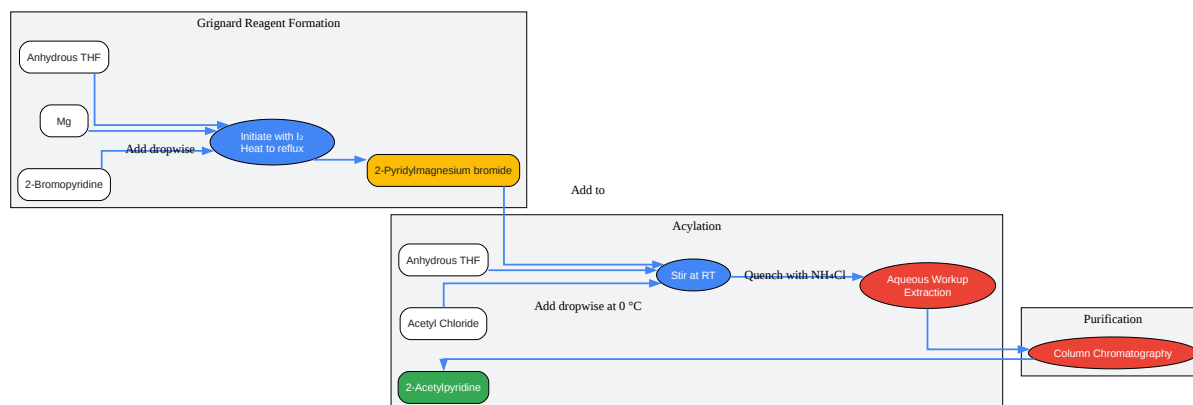 Grignard Reagent Formation
Anhydrous THF
Mg
Add dropwise
2-Bromopyridine
Initiate with I₂
Heat to reflux
2-Pyridylmagnesium bromide
Add to
Acylation
Anhydrous THF
Acetyl Chloride
Add dropwise at 0 °C
Stir at RT
Quench with NH₄Cl
Aqueous Workup
Extraction
Purification
Column Chromatography
2-Acetylpyridine